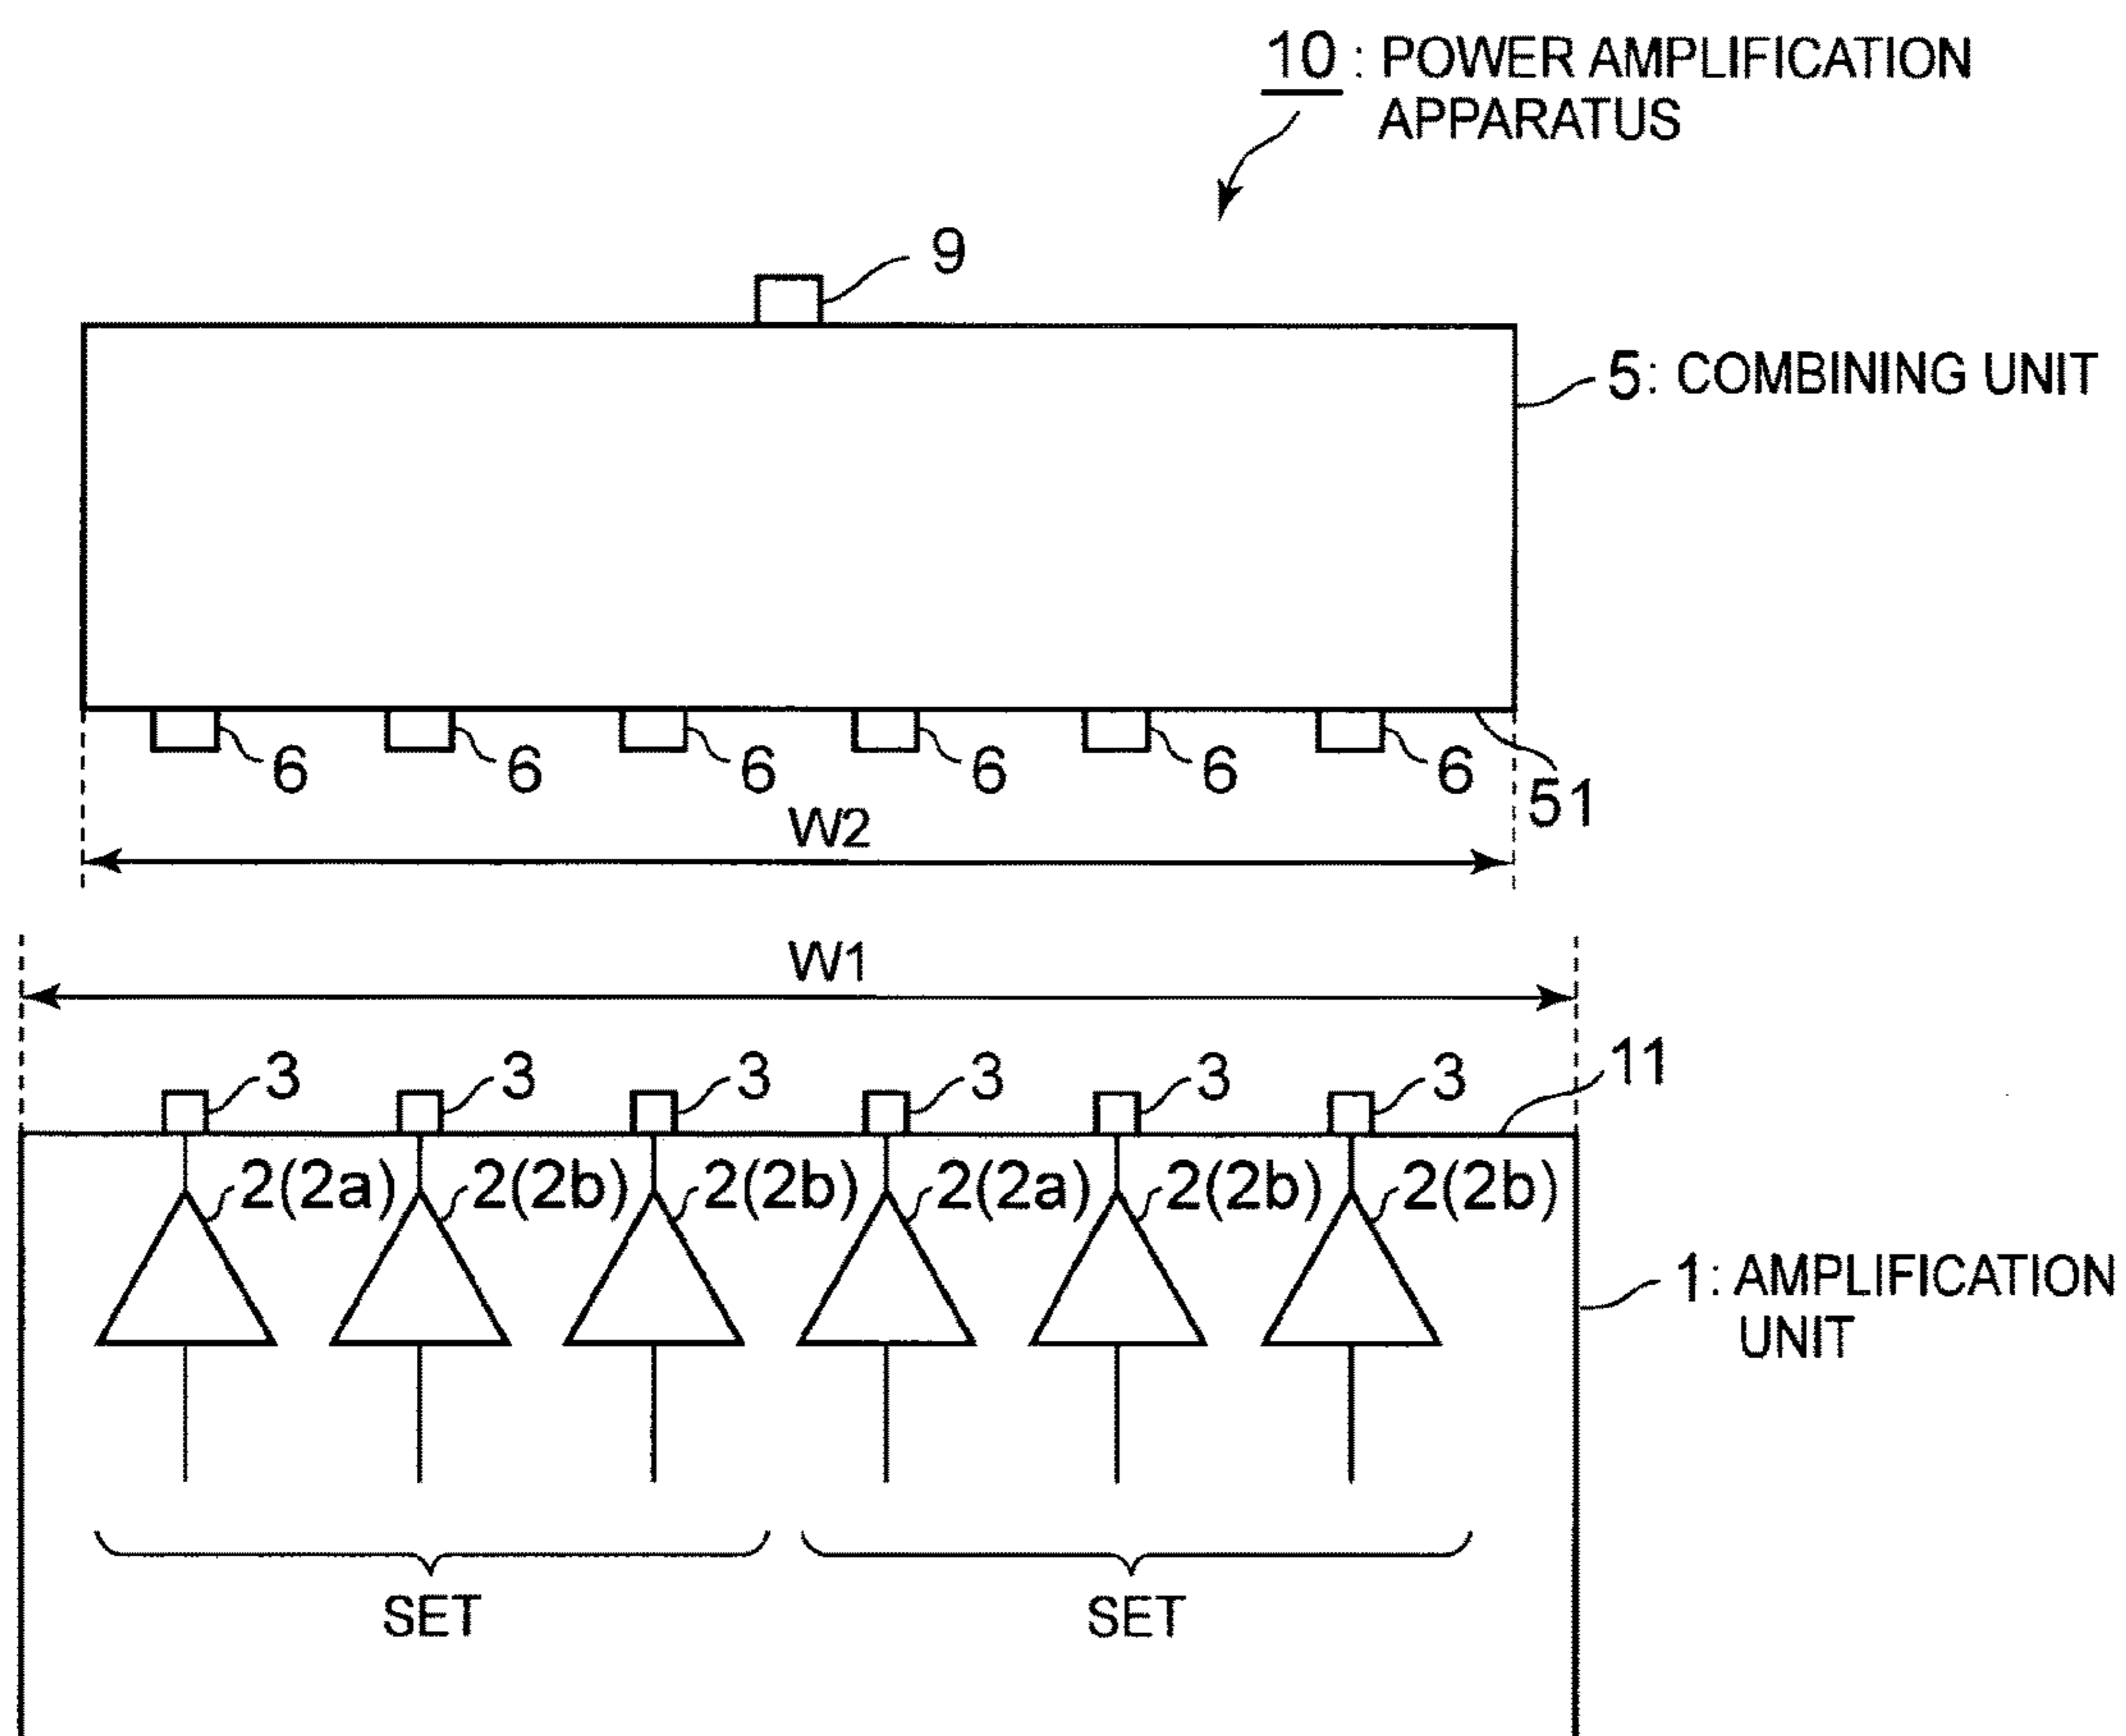 10 : POWER AMPLIFICATION
APPARATUS
9
5: COMBINING UNIT
6 6 6 6 6 6
51
W2
W1
3 3 3 3 3 3 11
2(2a) 2(2b) 2(2b) 2(2a) 2(2b) 2(2b)
1: AMPLIFICATION
UNIT
SET SET